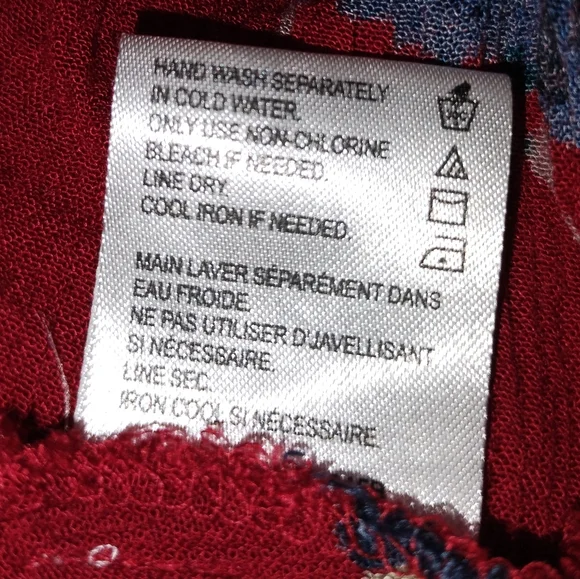 HAND WASH SEPARATELY
IN COLD WATER.
ONLY USE NON-CHLORINE
BLEACH IF NEEDED.
LINE DRY
COOL IRON IF NEEDED.
MAIN LAVER SÉPARÉMENT DANS
EAU FROIDE.
NE PAS UTILISER D'JAVELLISANT
SI NÉCESSAIRE.
LINE SEC.
IRON COOL SI NÉCESSAIRE.